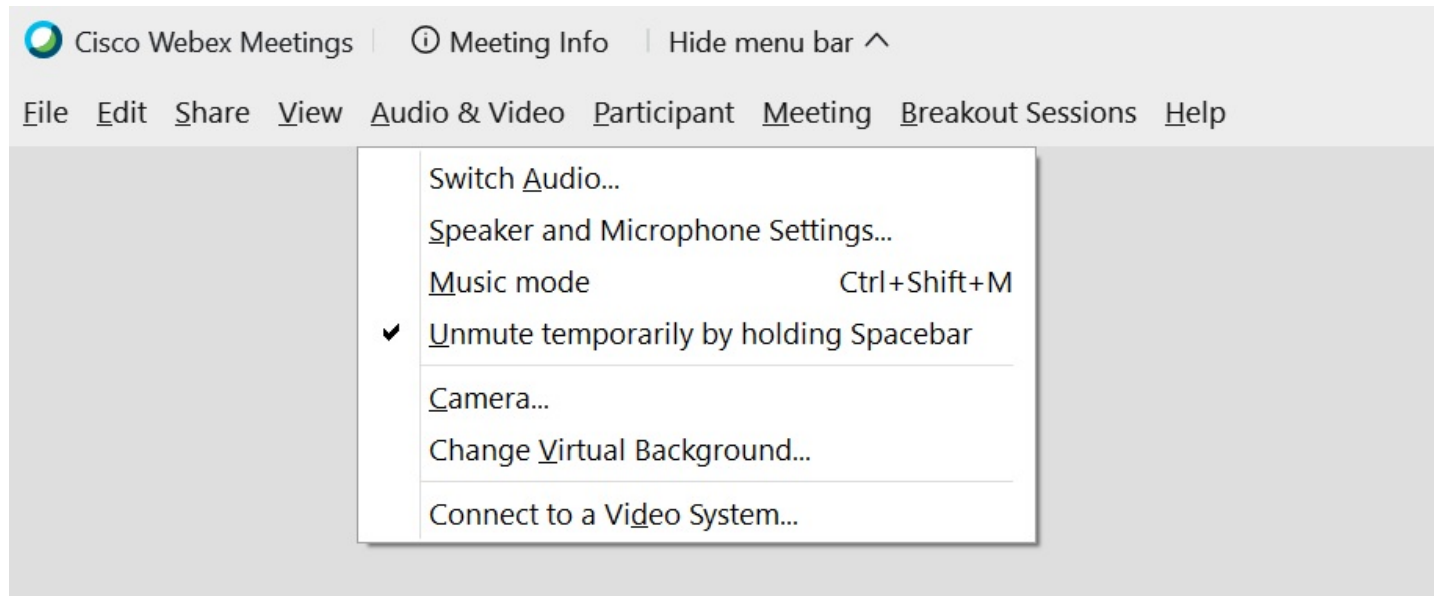 Cisco Webex Meetings Meeting Info Hide menu bar
File Edit Share View Audio & Video Participant Meeting Breakout Sessions Help
Switch Audio...
Speaker and Microphone Settings...
Music mode Ctrl+Shift+M
Unmute temporarily by holding Spacebar
Camera...
Change Virtual Background...
Connect to a Video System...